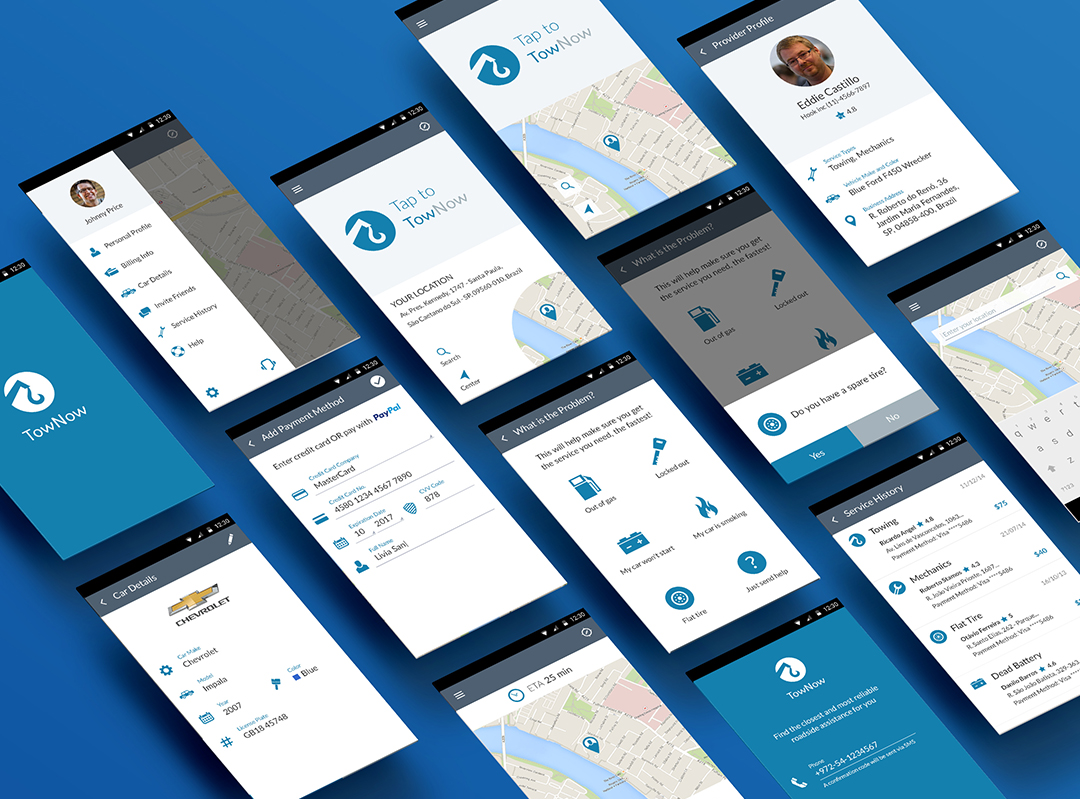 12:30
TowNow
12:30
Johnny Price
Personal Profile
Billing Info
Car Details
Invite Friends
Service History
Help
12:30
Tap to
TowNow
YOUR LOCATION
Av. Pres. Kennedy, 1747 - Santa Paula,
São Caetano do Sul - SP, 09560 010, Brazil
Search
Center
Tap to
TowNow
Provider Profile
Eddie Castillo
Hook inc (11)-4566-7897
4.8
Service Types
Towing, Mechanics
Vehicle Make and Color
Blue Ford F450 Wrecker
Business Address
R. Roberto do Renó, 36
Jardim Maria Fernandes,
SP, 04858-400, Brazil
12:30
Car Details
CHEVROLET
Car Make
Chevrolet
Model
Impala
Color
Blue
Year
2007
License Plate
GB18 45748
12:30
Add Payment Method
Enter credit card OR pay with PayPal
Credit Card Company
MasterCard
Credit Card No.
4580 1234 4567 7890
Expiration Date
10 2017
CVV Code
878
Full Name
Livia Sani
12:30
What is the Problem?
This will help make sure you get
the service you need, the fastest!
Out of gas
Locked out
My car won't start
My car is smoking
Flat tire
Just send help
12:30
What is the Problem?
This will help make sure you get
the service you need, the fastest!
Out of gas
Locked out
Do you have a spare tire?
Yes
No
12:30
Enter your location
q w e r t
a s d
z
?123
12:30
ETA 25 min
12:30
TowNow
Find the closest and most reliable
roadside assistance for you
Phone
+972-54-1234567
A confirmation code will be sent via SMS
12:30
Service History
11/12/14
Towing
$75
Ricardo Angel 4.8
Av. Lins de Vasconcelos, 1063...
Payment Method: Visa ****5486
21/07/14
Mechanics
$40
Roberto Stamos 4.3
R. João Vieira Prioste, 1687...
Payment Method: Visa ****5486
16/10/13
Flat Tire
Otávio Ferreira 5
R. Santo Elias, 262 - Parque...
Payment Method: Visa ****5486
Dead Battery
Danilo Barros 4.6
R. São João Batista, 329-363
Payment Method: Visa ****5486